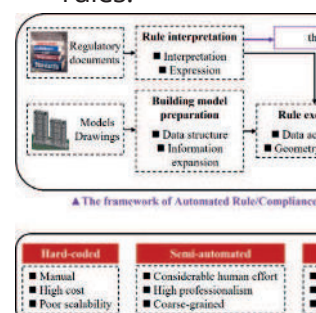 rules.
Regulatory
documents
Rule interpretation
■ Interpretation
■ Expression
th
Models
Drawings
Building model
preparation
■ Data structure
■ Information
expansion
Rule ex
■ Data ac
■ Geometry
▲The framework of Automated Rule/Compliance
Hard-coded
■ Manual
■ High cost
■ Poor scalability
Semi-automated
■ Considerable human effort
■ High professionalism
■ Coarse-grained